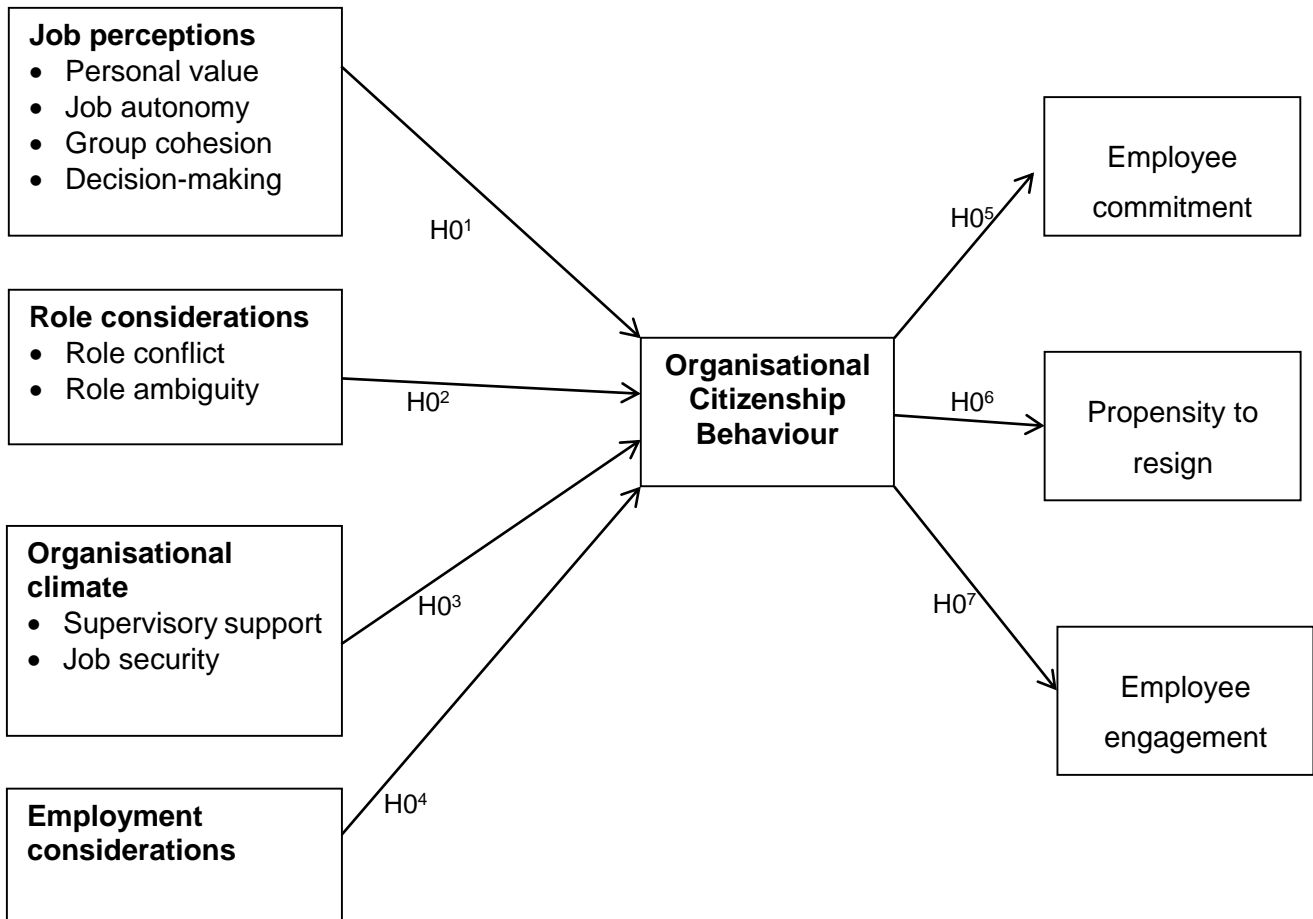 Job perceptions
• Personal value
• Job autonomy
• Group cohesion
• Decision-making
H0¹
Role considerations
• Role conflict
• Role ambiguity
H0²
Organisational
climate
• Supervisory support
• Job security
H0³
Employment
considerations
H0⁴
Organisational
Citizenship
Behaviour
H0⁵
Employee
commitment
H0⁶
Propensity to
resign
H0⁷
Employee
engagement